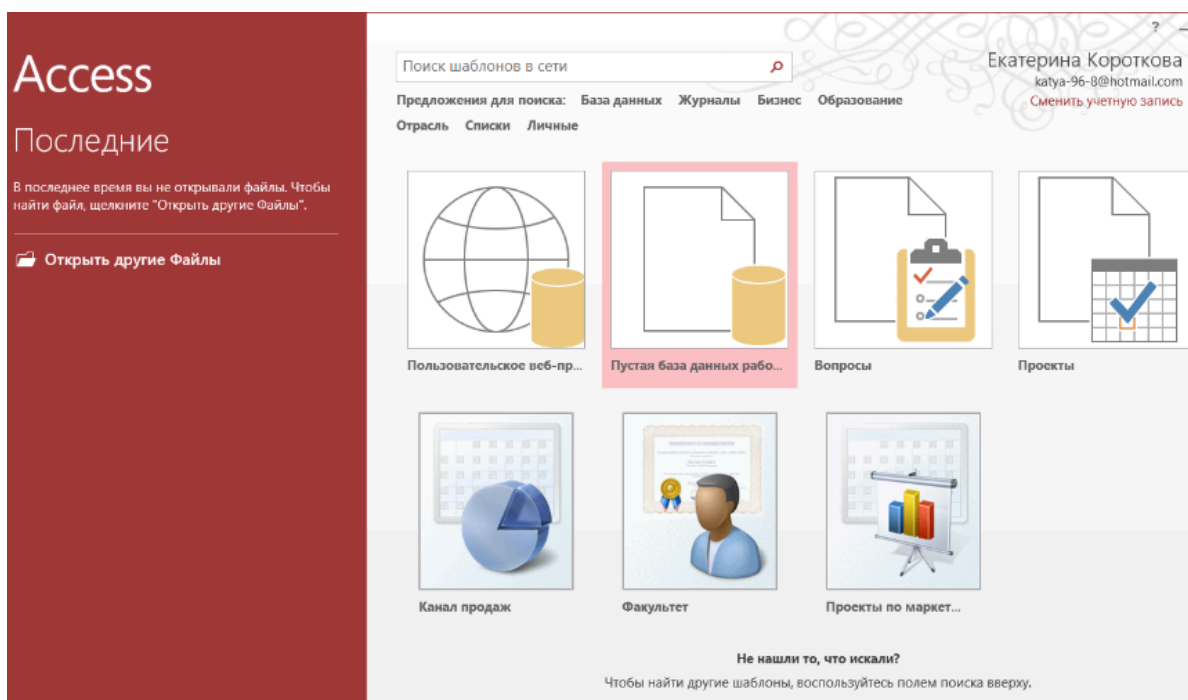 Access
Последние
В последнее время вы не открывали файлы. Чтобы
найти файл, щелкните "Открыть другие Файлы".
Открыть другие Файлы
?
Поиск шаблонов в сети
Екатерина Короткова
katya-96-8@hotmail.com
Сменить учетную запись
Предложения для поиска: База данных Журналы Бизнес Образование
Отрасль Списки Личные
Пользовательское веб-пр...
Пустая база данных рабо...
Вопросы
Проекты
Канал продаж
Факультет
Проекты по маркет...
Не нашли то, что искали?
Чтобы найти другие шаблоны, воспользуйтесь полем поиска вверху.